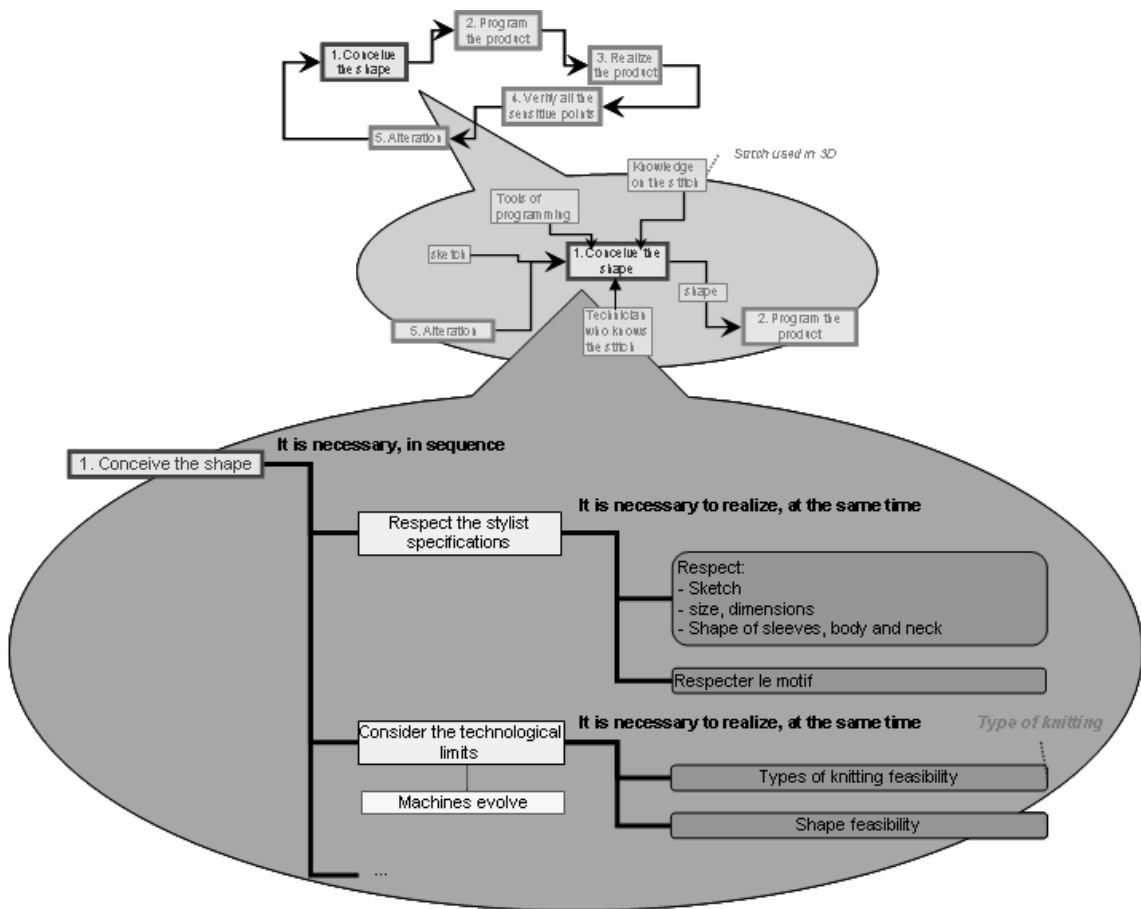 2. Program
the product
1. Conceive
the shape
3. Realize
the product
4. Verify all the
sensitive points
5. Alteration
Stitch used in 3D
Knowledge
on the stitch
Tools of
programming
sketch
1. Conceive the
shape
shape
5. Alteration
Technician
who knows
the stitch
2. Program the
product
It is necessary, in sequence
1. Conceive the shape
It is necessary to realize, at the same time
Respect the stylist
specifications
Respect:
- Sketch
- size, dimensions
- Shape of sleeves, body and neck
Respecter le motif
It is necessary to realize, at the same time
Type of knitting
Consider the technological
limits
Types of knitting feasibility
Machines evolve
Shape feasibility
...